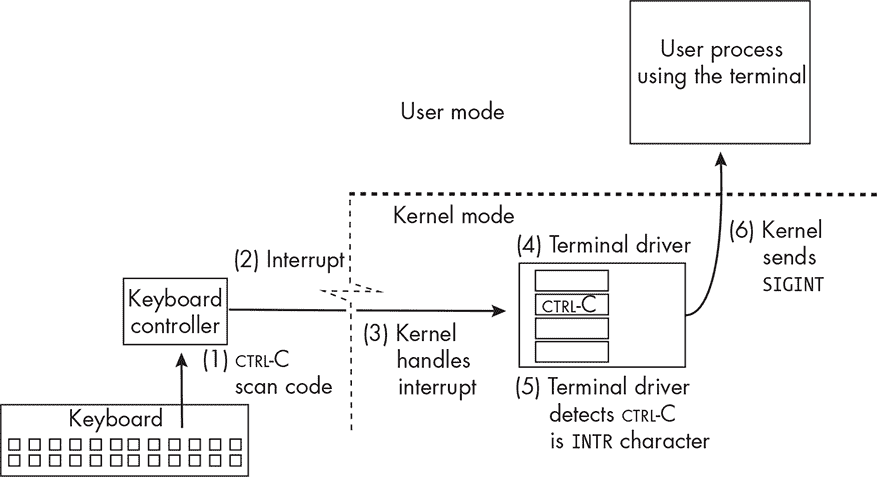 User process
using the terminal
User mode
Kernel mode
(6) Kernel
sends
SIGINT
(4) Terminal driver
(2) Interrupt
Keyboard
controller
CTRL-C
(3) Kernel
handles
interrupt
(1) CTRL-C
scan code
(5) Terminal driver
detects CTRL-C
is INTR character
Keyboard